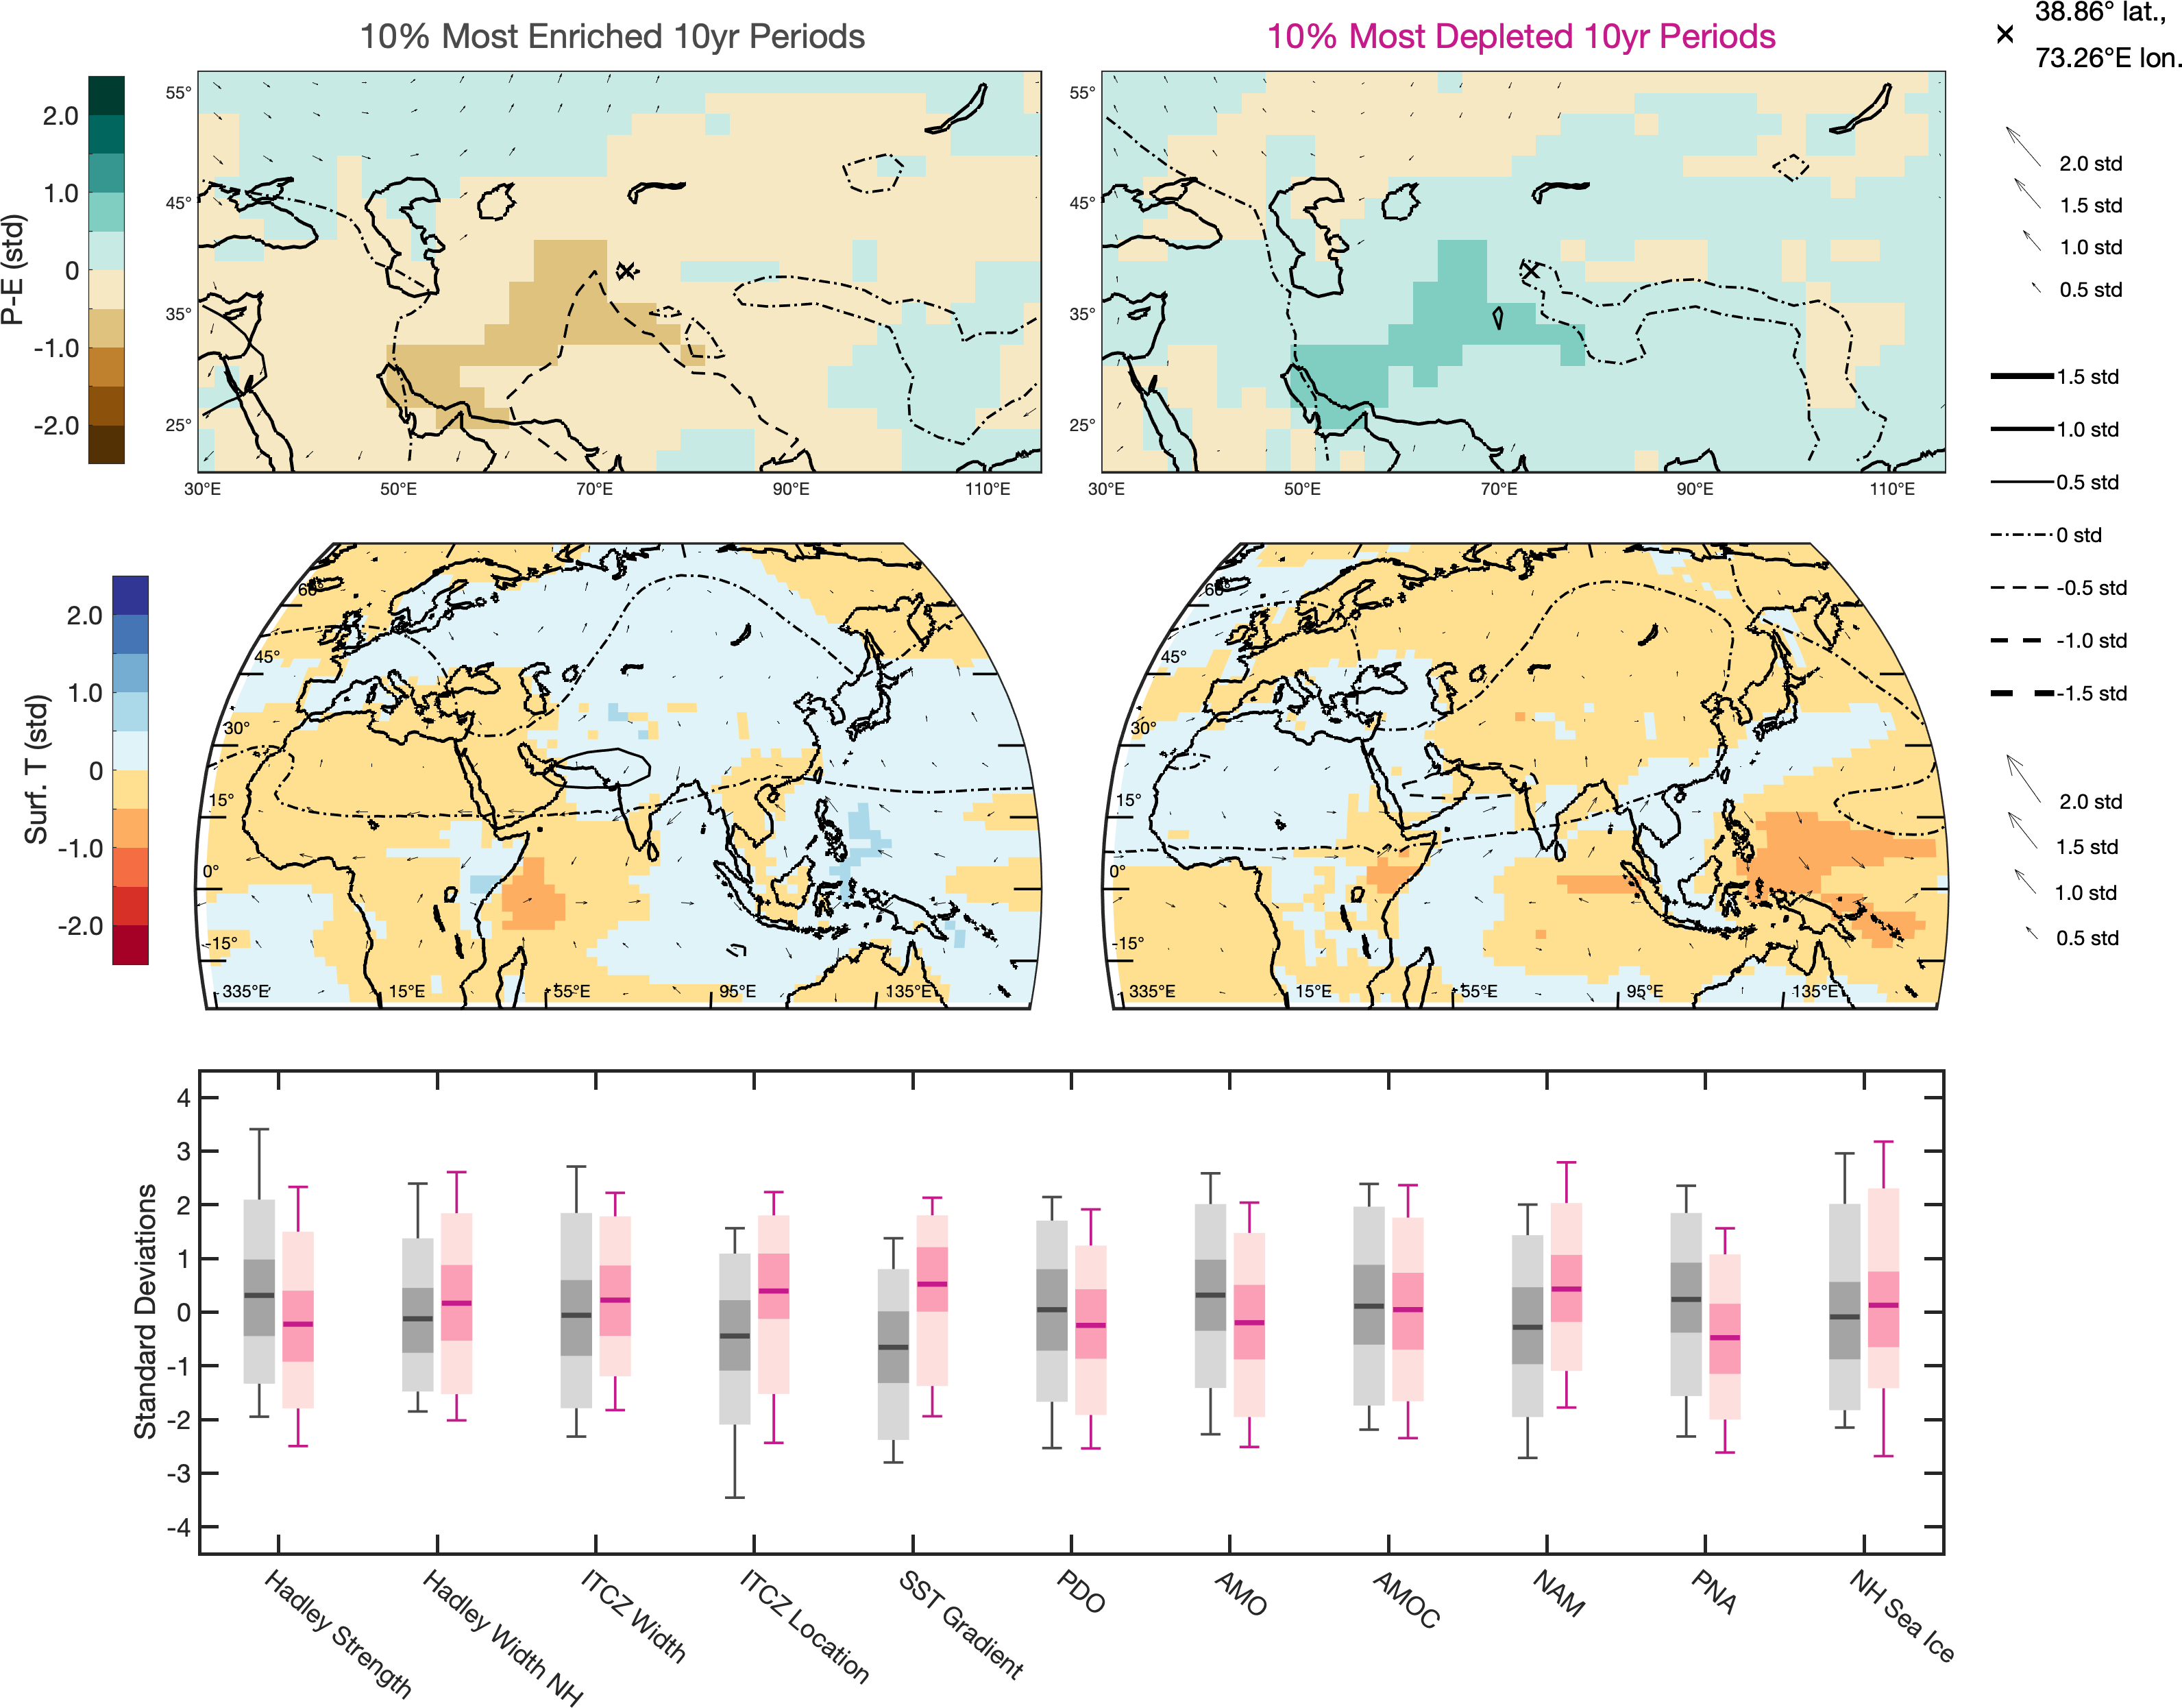 10% Most Enriched 10yr Periods
10% Most Depleted 10yr Periods
38.86° lat.,
73.26°E lon.
P-E (std)
2.0
1.0
0
-1.0
-2.0
55°
45°
35°
25°
30°E
50°E
70°E
90°E
110°E
55°
45°
35°
25°
30°E
50°E
70°E
90°E
110°E
2.0 std
1.5 std
1.0 std
0.5 std
1.5 std
1.0 std
0.5 std
0 std
-0.5 std
-1.0 std
-1.5 std
2.0 std
1.5 std
1.0 std
0.5 std
Surf. T (std)
2.0
1.0
0
-1.0
-2.0
60°
45°
30°
15°
0°
-15°
335°E
15°E
55°E
95°E
135°E
60°
45°
30°
15°
0°
-15°
335°E
15°E
55°E
95°E
135°E
Standard Deviations
4
3
2
1
0
-1
-2
-3
-4
Hadley Strength
Hadley Width NH
ITCZ Width
ITCZ Location
SST Gradient
PDO
AMO
AMOC
NAM
PNA
NH Sea Ice